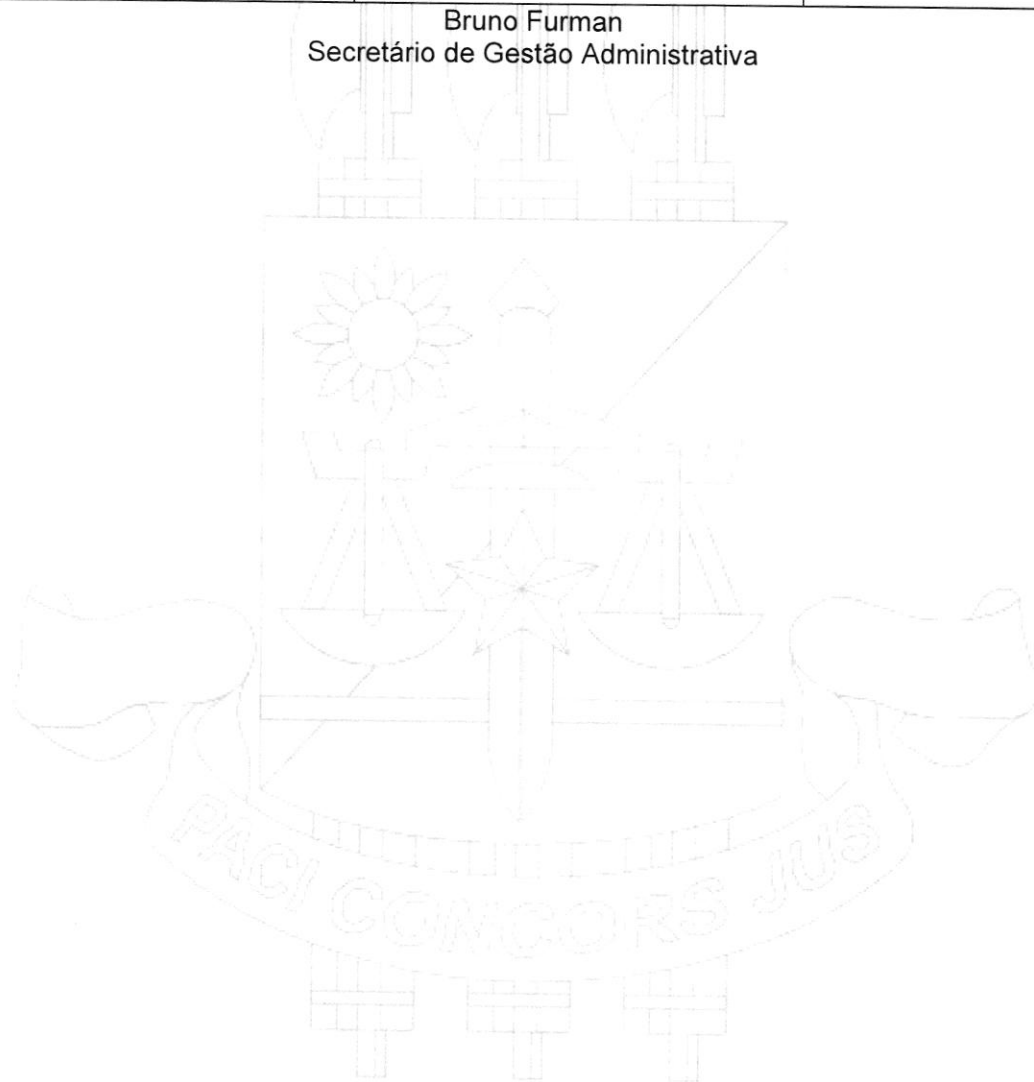 Bruno Furman
Secretário de Gestão Administrativa
PACI CONCORS JUS